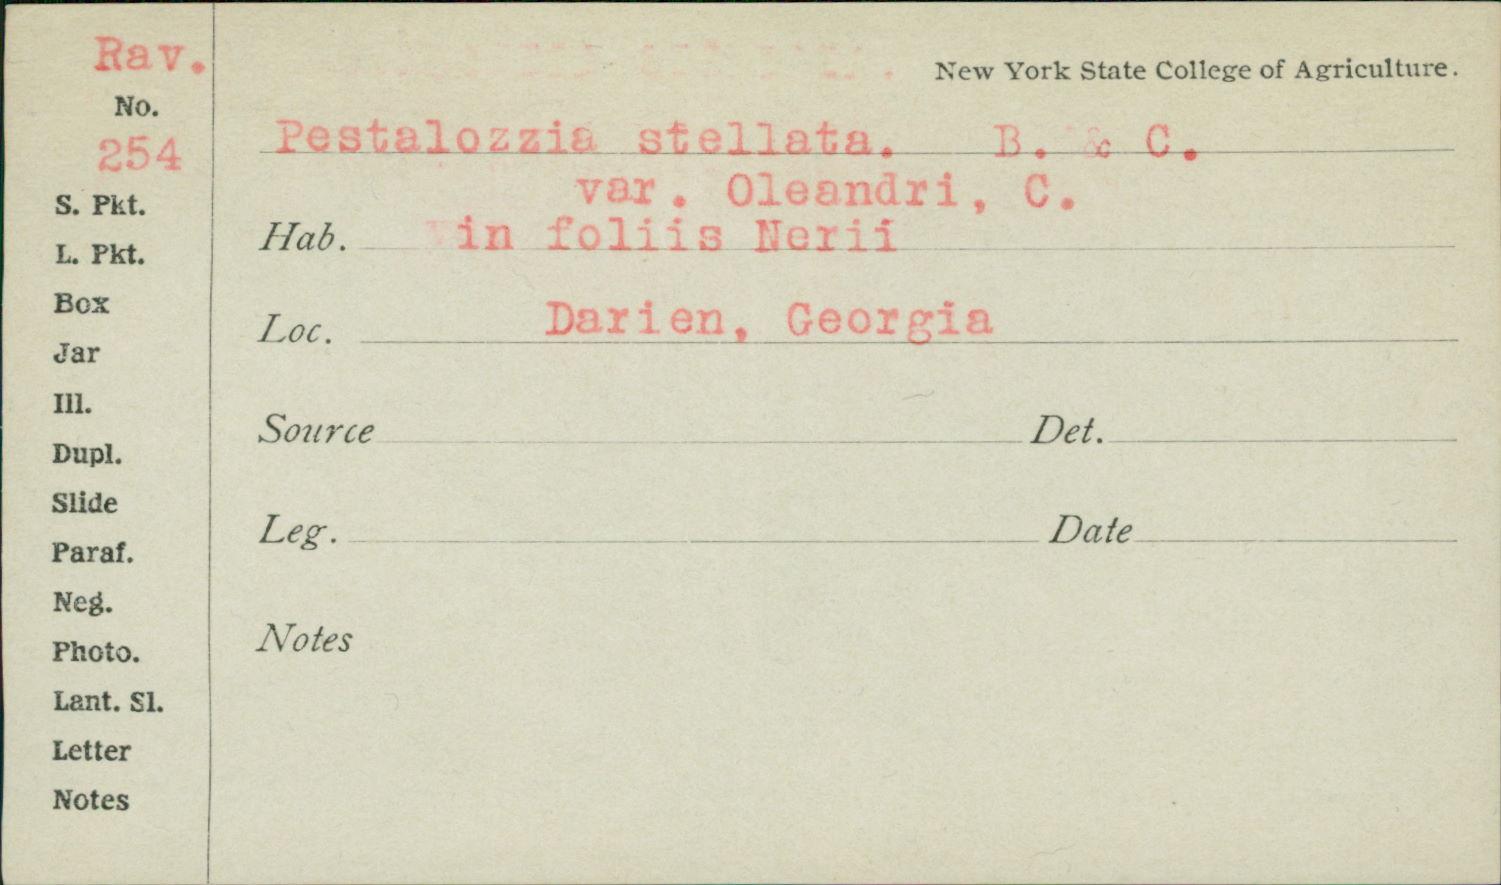 Rav.
No.
254
S. Pkt.
L. Pkt.
Box
Jar
Ill.
Dupl.
Slide
Paraf.
Neg.
Photo.
Lant. Sl.
Letter
Notes
New York State College of Agriculture.
Pestalozzia stellata. B. & C.
var. Oleandri, C.
Hab. in foliis Nerii
Loc. Darien, Georgia
Source Det.
Leg. Date
Notes